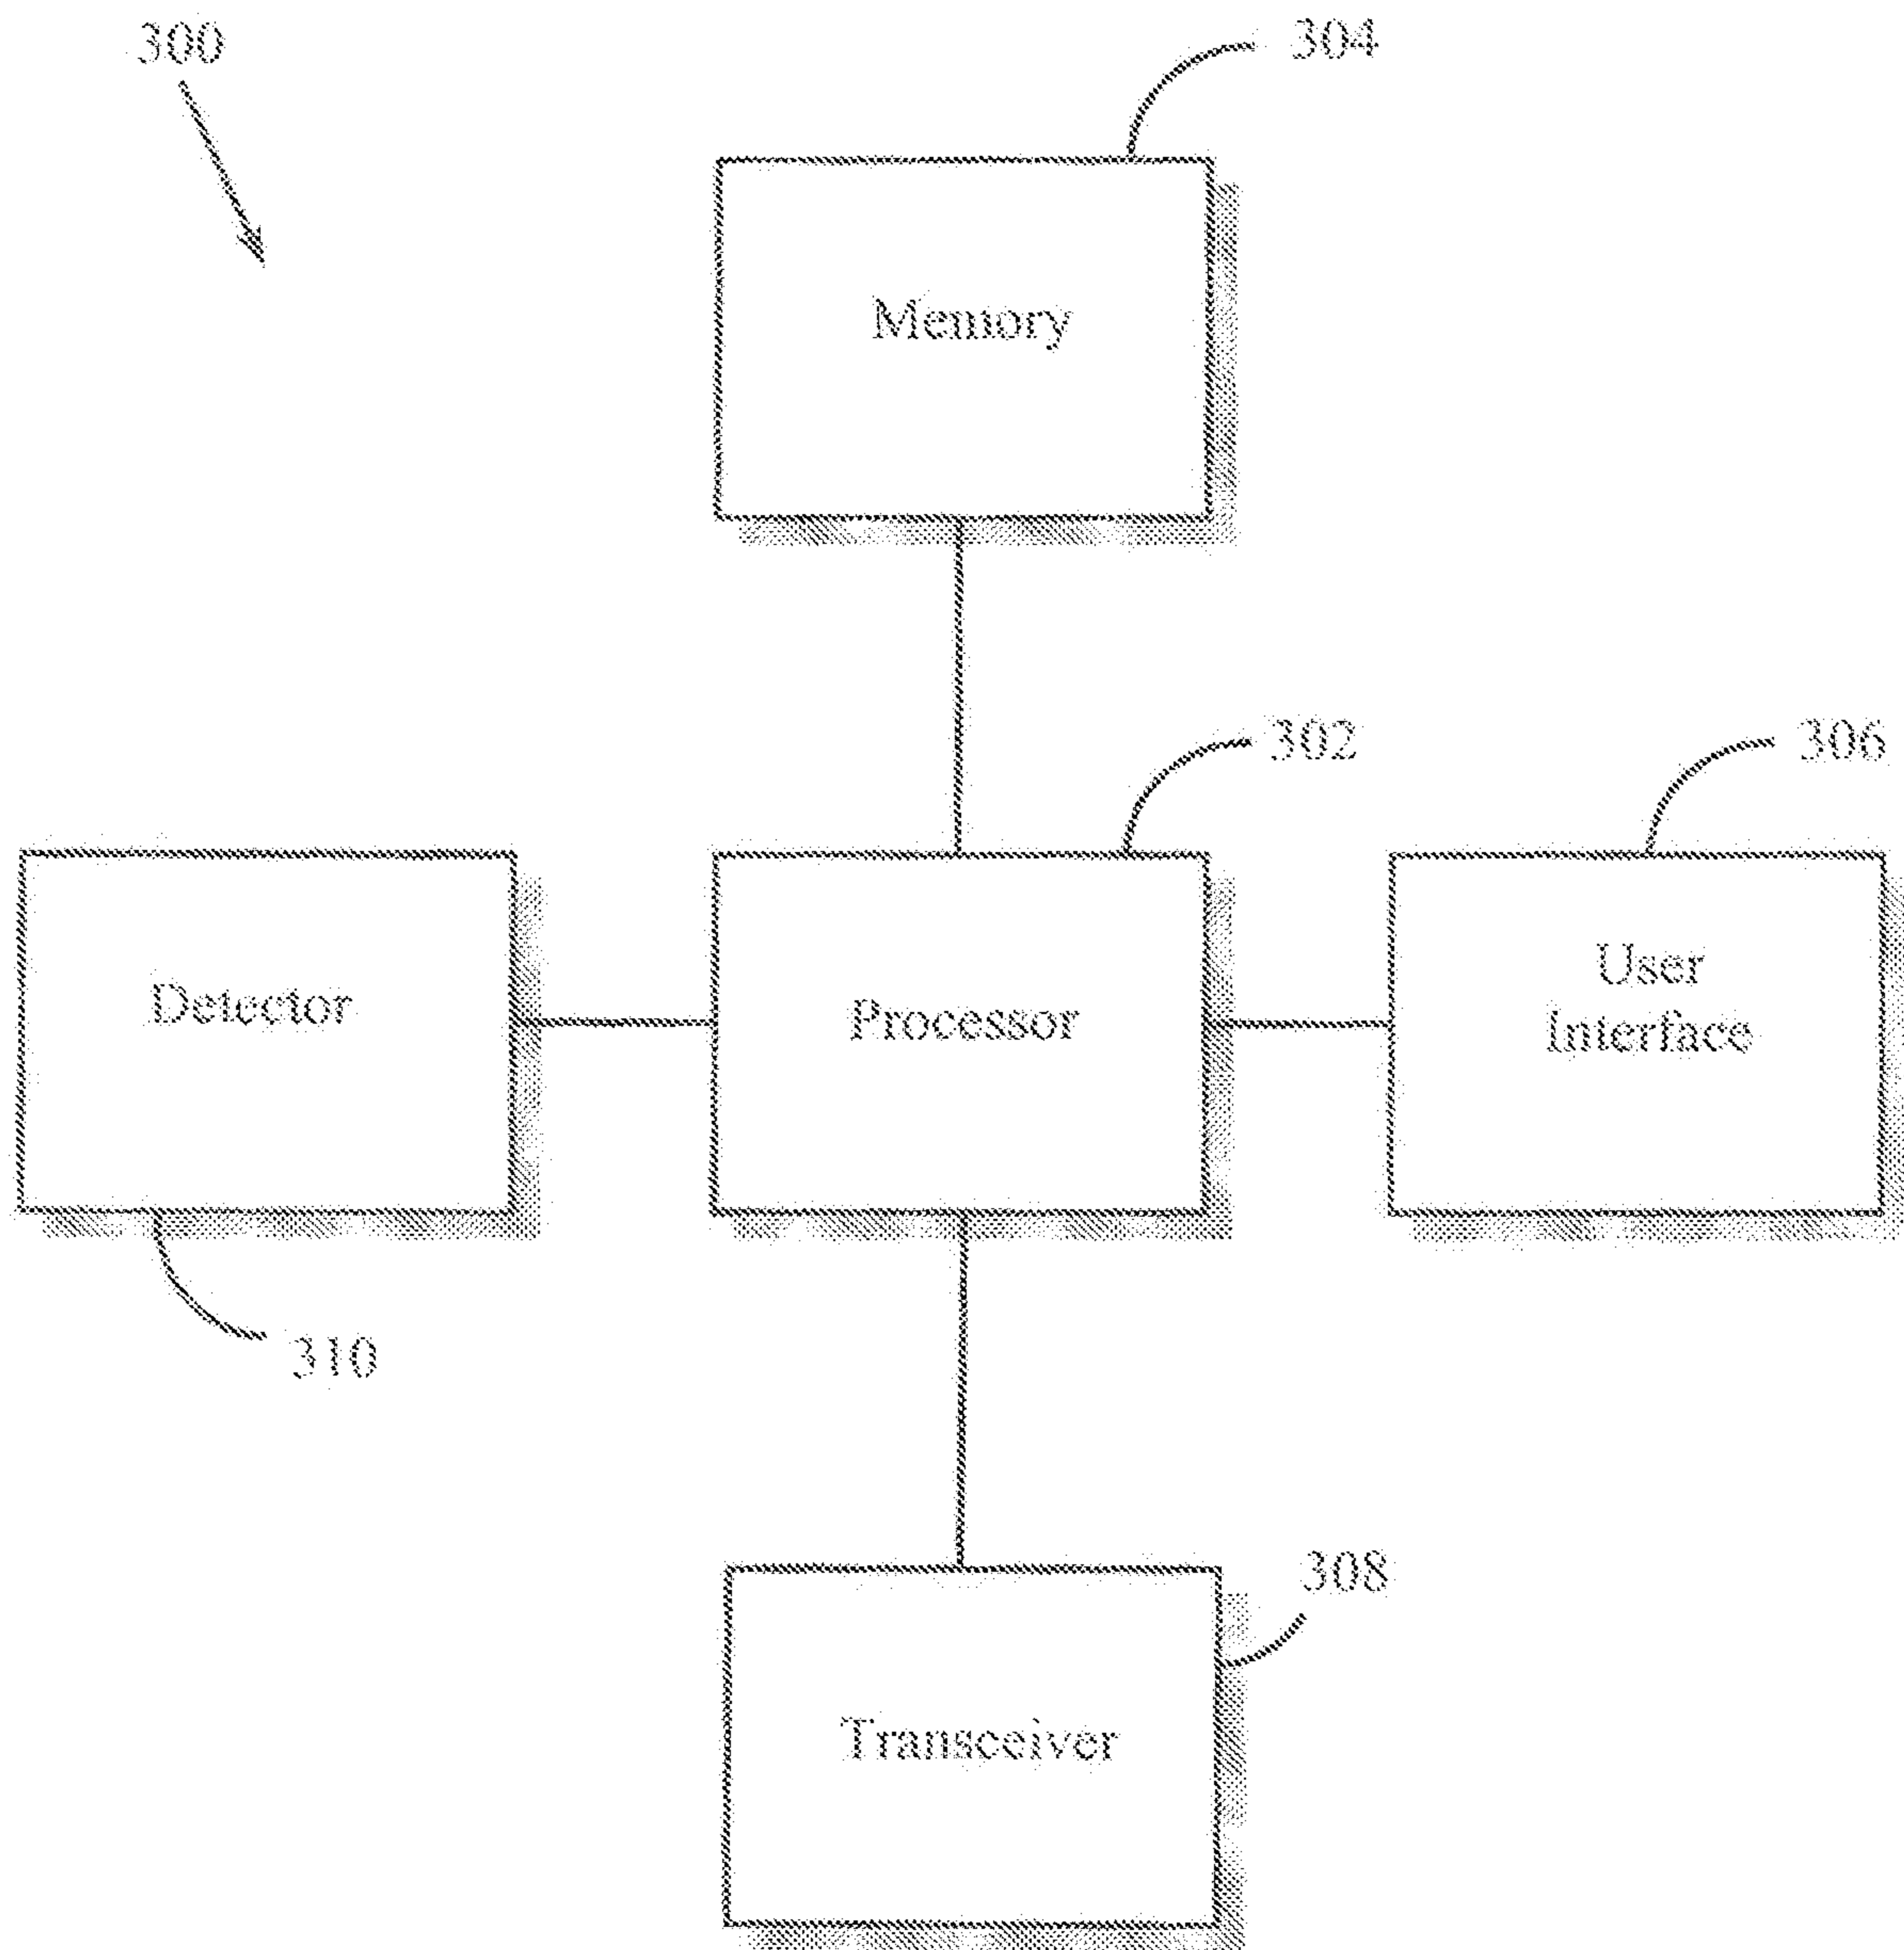 300
304
Memory
302
306
Detector
Processor
User
Interface
310
308
Transceiver